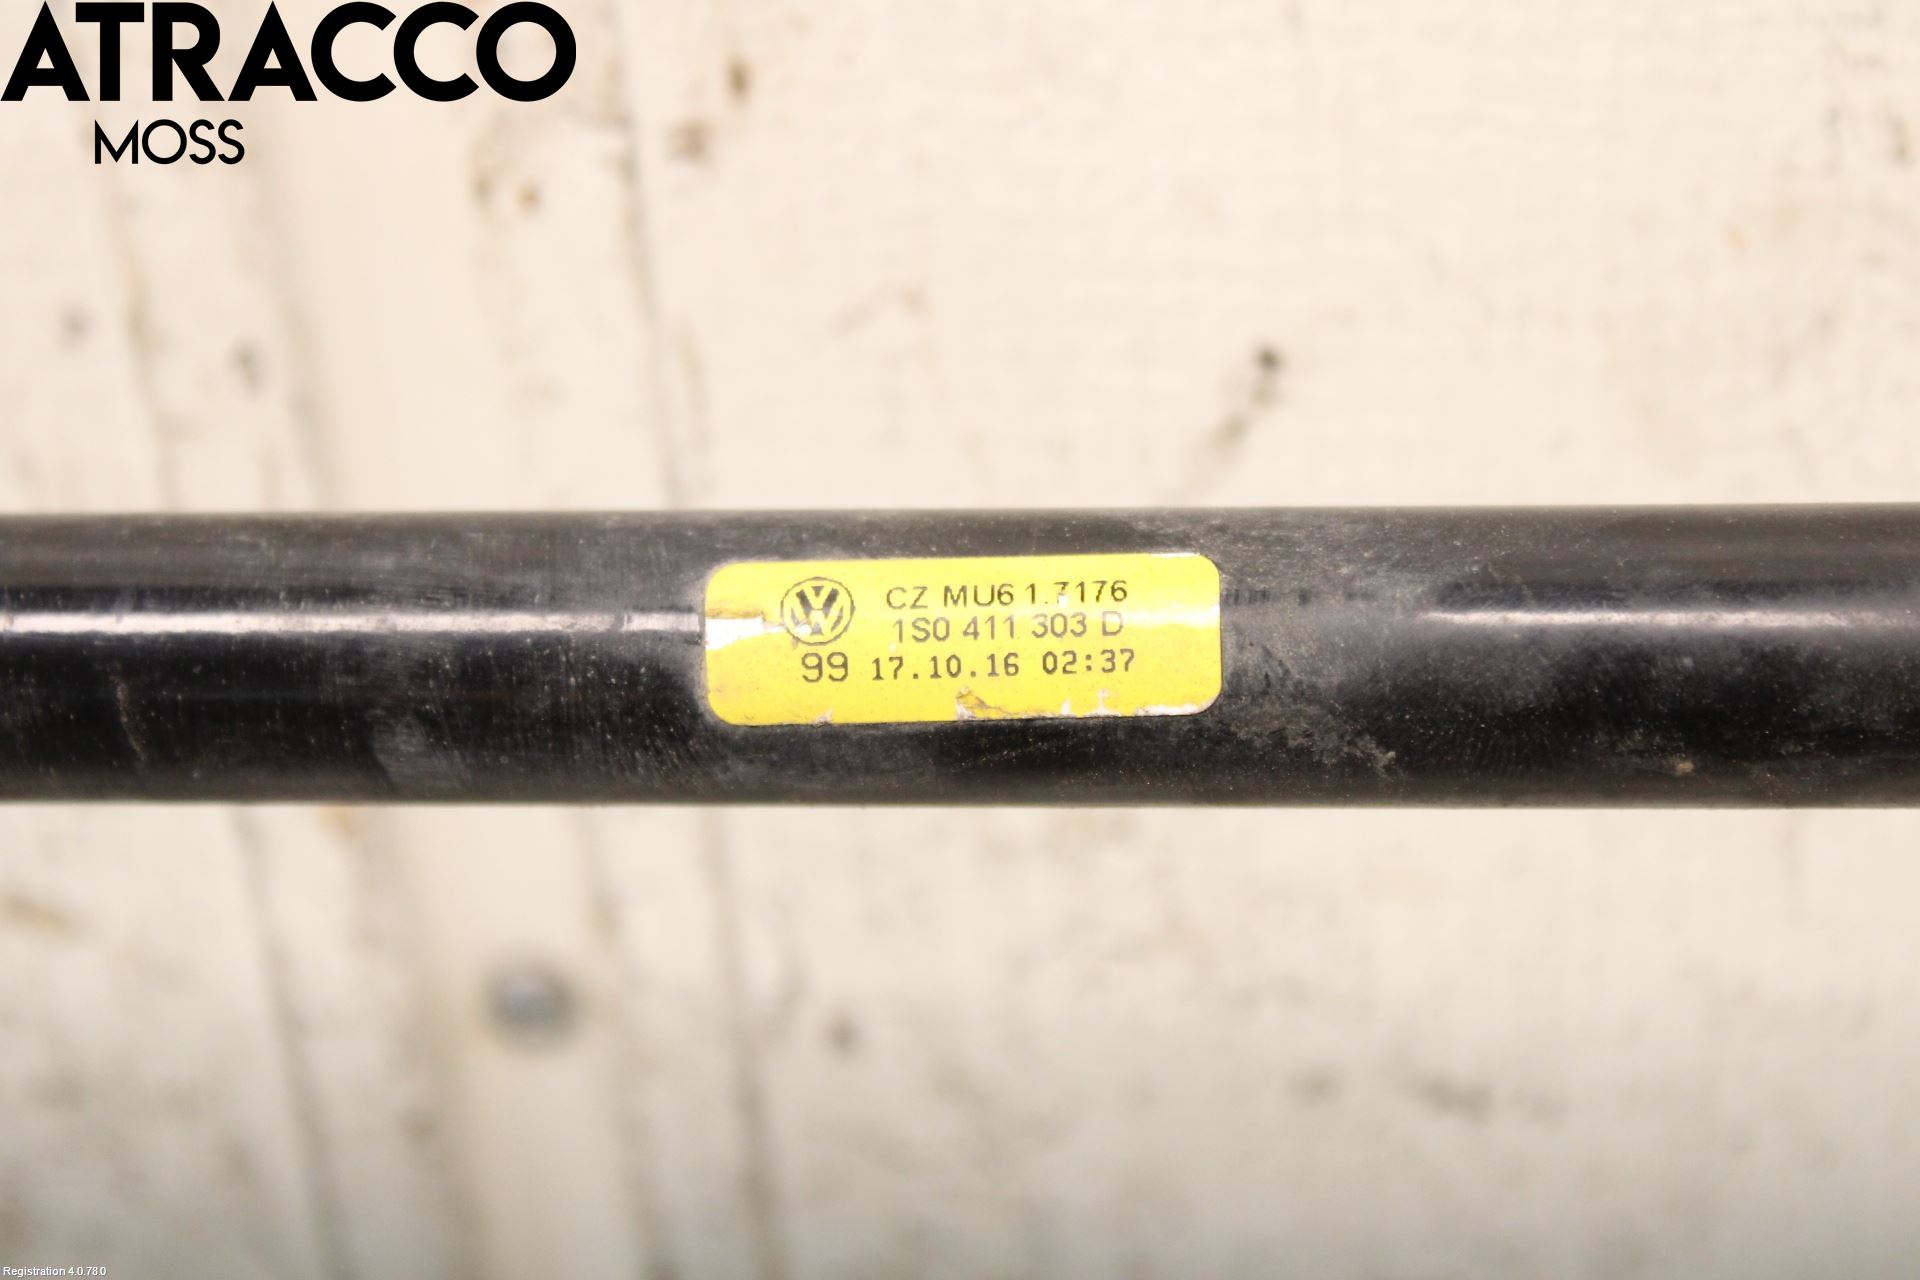 ATRACCO
MOSS
CZ MU6 1.7176
1S0 411 303 D
99 17.10.16 02:37
Registration 4.0.78.0